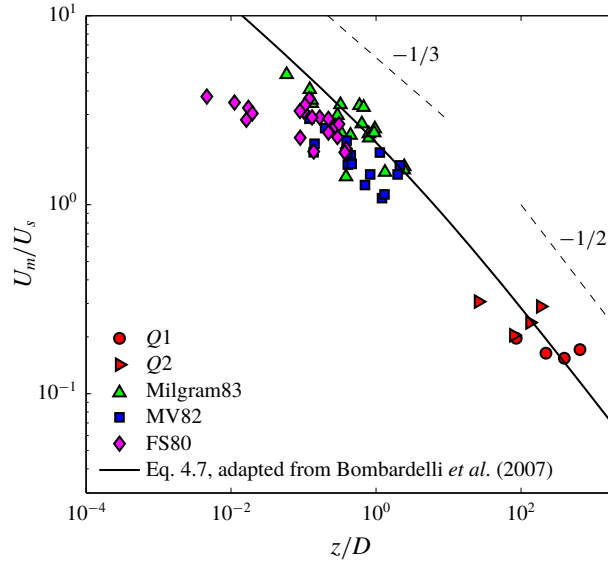 10^1
10^0
10^{-1}
U_m/U_s
−1/3
−1/2
Q1
Q2
Milgram83
MV82
FS80
Eq. 4.7, adapted from Bombardelli et al. (2007)
10^{-4} 10^{-2} 10^0 10^2
z/D